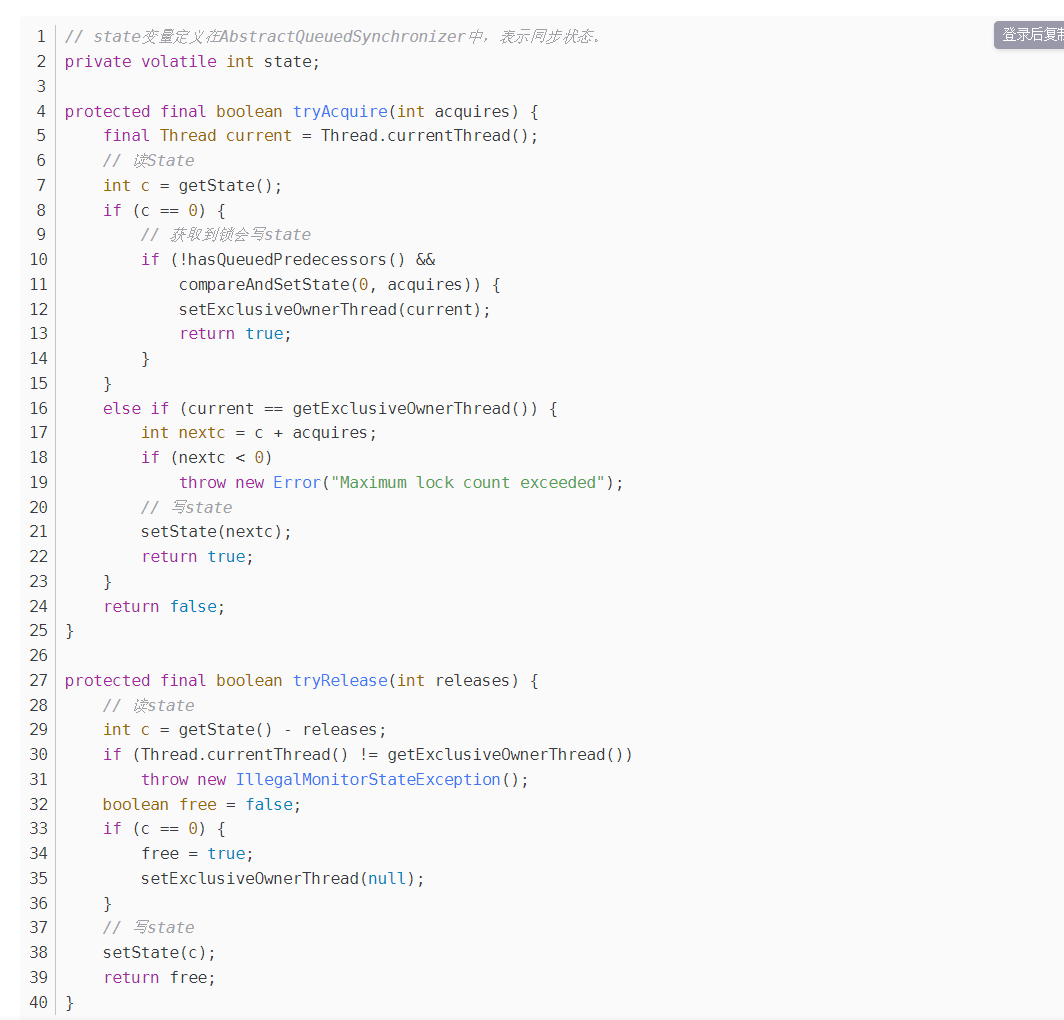 登录后复制
1 // state变量定义在AbstractQueuedSynchronizer中，表示同步状态。
2 private volatile int state;
3
4 protected final boolean tryAcquire(int acquires) {
5     final Thread current = Thread.currentThread();
6     // 读State
7     int c = getState();
8     if (c == 0) {
9         // 获取到锁会写state
10         if (!hasQueuedPredecessors() &&
11             compareAndSetState(0, acquires)) {
12             setExclusiveOwnerThread(current);
13             return true;
14         }
15     }
16     else if (current == getExclusiveOwnerThread()) {
17         int nextc = c + acquires;
18         if (nextc < 0)
19             throw new Error("Maximum lock count exceeded");
20         // 写state
21         setState(nextc);
22         return true;
23     }
24     return false;
25 }
26
27 protected final boolean tryRelease(int releases) {
28     // 读state
29     int c = getState() - releases;
30     if (Thread.currentThread() != getExclusiveOwnerThread())
31         throw new IllegalMonitorStateException();
32     boolean free = false;
33     if (c == 0) {
34         free = true;
35         setExclusiveOwnerThread(null);
36     }
37     // 写state
38     setState(c);
39     return free;
40 }